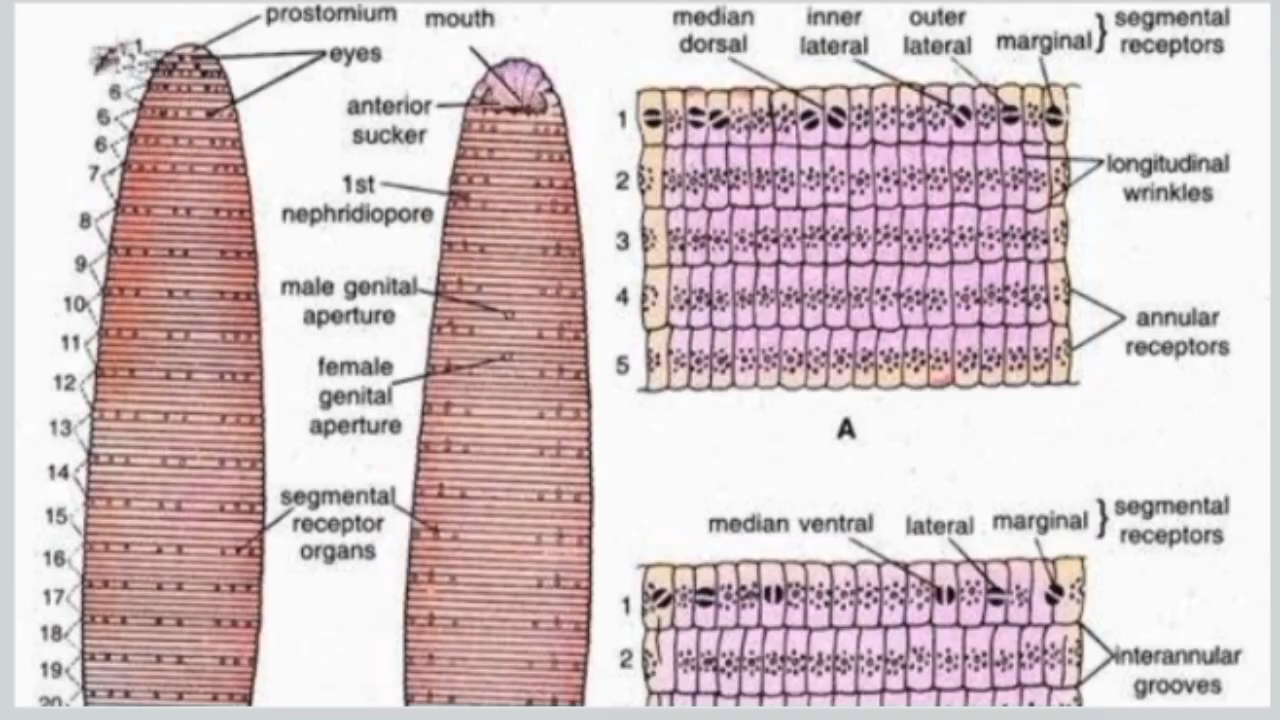 prostomium
eyes
mouth
anterior
sucker
1st
nephridiopore
male genital
aperture
female
genital
aperture
segmental
receptor
organs
1
6
6
6
7
8
9
10
11
12
13
14
15
16
17
18
19
20
median
dorsal
inner
lateral
outer
lateral
marginal
segmental
receptors
1
2
3
4
5
longitudinal
wrinkles
annular
receptors
A
median ventral
lateral
marginal
segmental
receptors
1
2
interannular
grooves